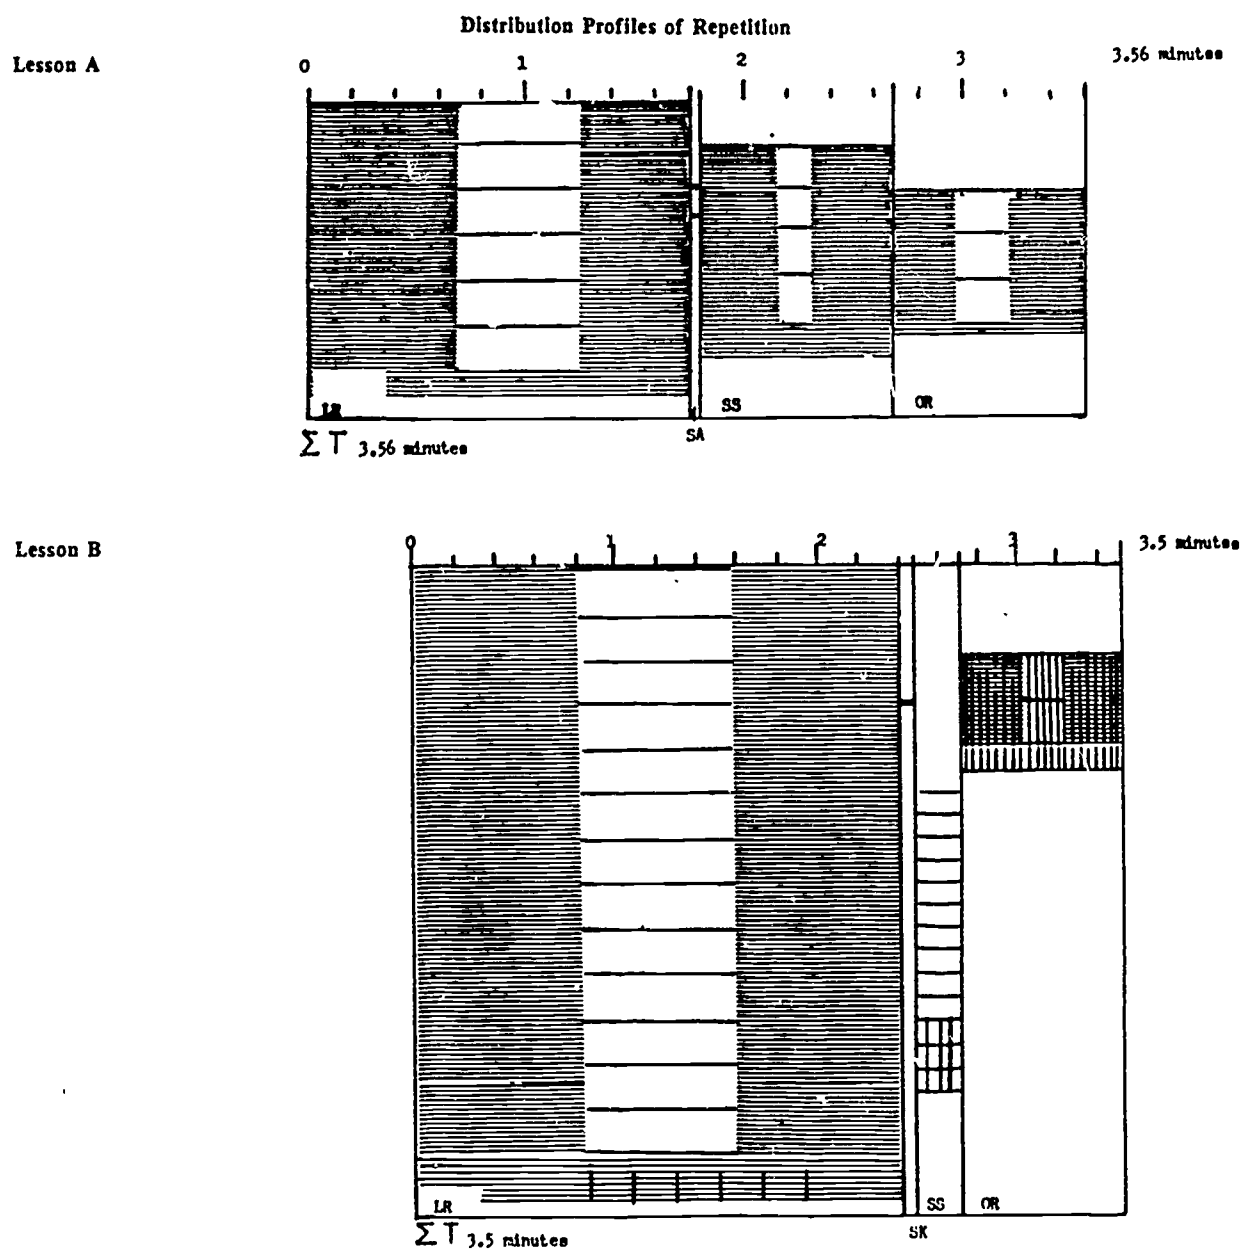 Distribution Profiles of Repetition
Lesson A
0 1 2 3 3.56 minutes
LR SS OR
SA
Σ T 3.56 minutes
Lesson B
0 1 2 3 3.5 minutes
LR SS OR
SK
Σ T 3.5 minutes